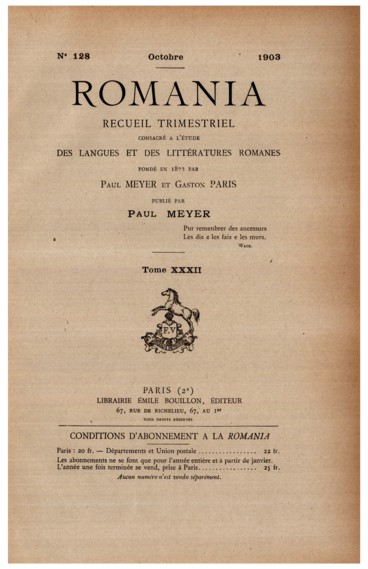 N° 128 Octobre 1903
ROMANIA
RECUEIL TRIMESTRIEL
CONSACRÉ A L'ÉTUDE
DES LANGUES ET DES LITTÉRATURES ROMANES
FONDÉ EN 1872 PAR
PAUL MEYER ET GASTON PARIS
PUBLIÉ PAR
PAUL MEYER
Pur remenbrer des ancessurs
Les diz e les faiz e les murs.
WACE.
Tome XXXII
F. V
PARIS (2e)
LIBRAIRIE ÉMILE BOUILLON, ÉDITEUR
67, RUE DE RICHELIEU, 67, AU 1er
TOUS DROITS RÉSERVÉS
CONDITIONS D'ABONNEMENT A LA ROMANIA
Paris : 20 fr. — Départements et Union postale ................ 22 fr.
Les abonnements ne se font que pour l'année entière et à partir de janvier.
L'année une fois terminée se vend, prise à Paris................ 25 fr.
Aucun numéro n'est vendu séparément.